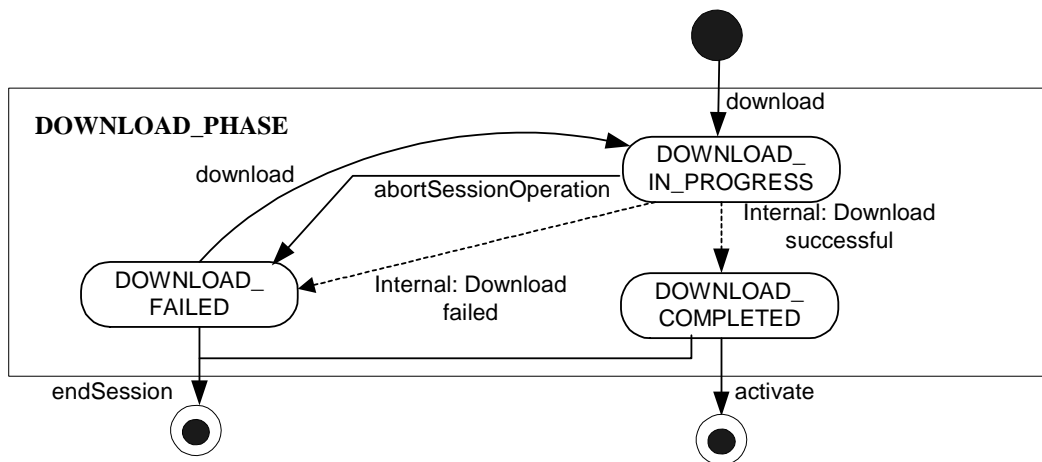 download
DOWNLOAD_PHASE
DOWNLOAD_
IN_PROGRESS
download
abortSessionOperation
Internal: Download
successful
DOWNLOAD_
FAILED
Internal: Download
failed
DOWNLOAD_
COMPLETED
endSession
activate